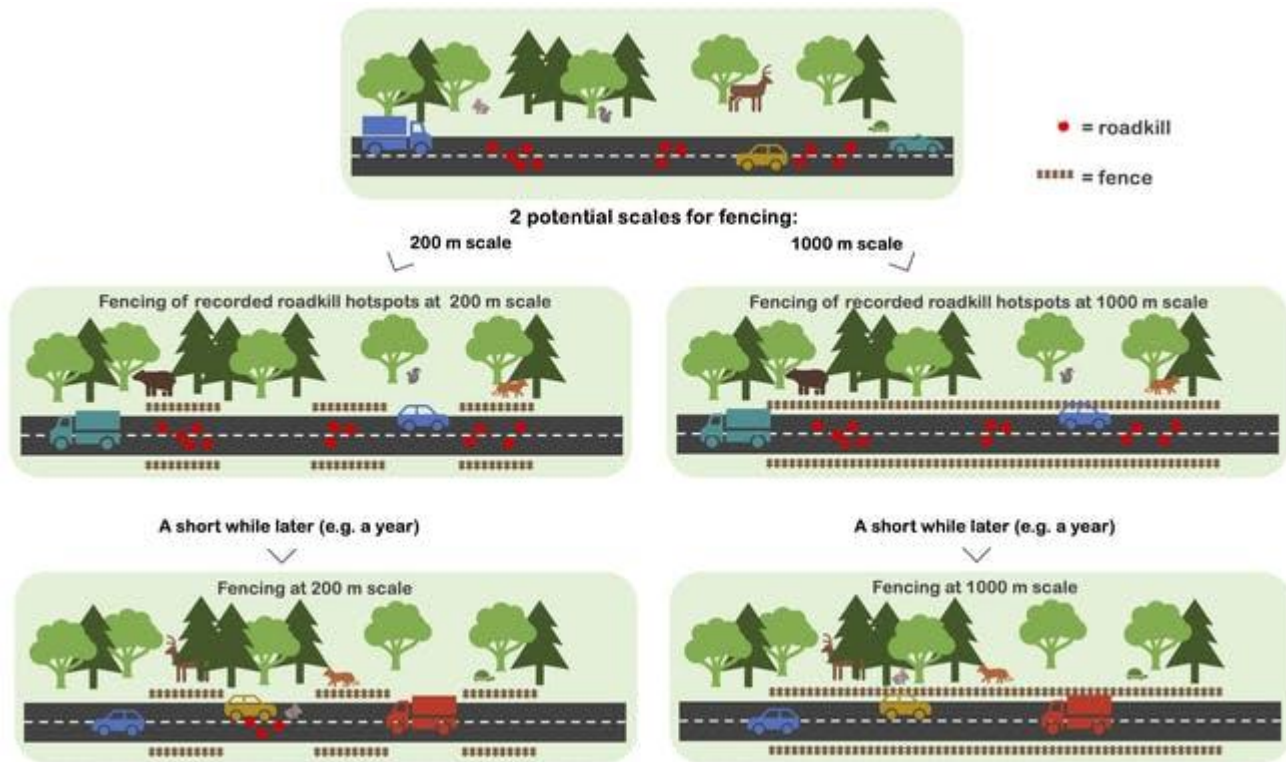 = roadkill
= fence
2 potential scales for fencing:
200 m scale
1000 m scale
Fencing of recorded roadkill hotspots at 200 m scale
Fencing of recorded roadkill hotspots at 1000 m scale
A short while later (e.g. a year)
A short while later (e.g. a year)
Fencing at 200 m scale
Fencing at 1000 m scale